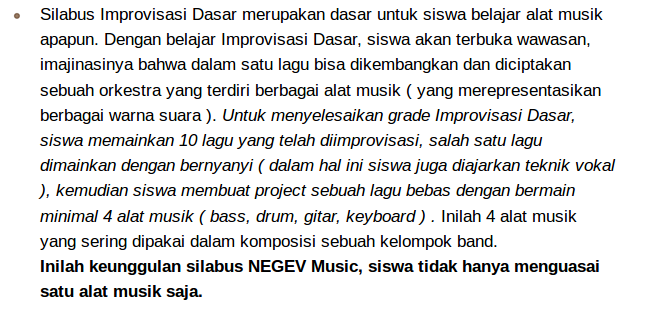 Silabus Improvisasi Dasar merupakan dasar untuk siswa belajar alat musik
apapun. Dengan belajar Improvisasi Dasar, siswa akan terbuka wawasan,
imajinasinya bahwa dalam satu lagu bisa dikembangkan dan diciptakan
sebuah orkestra yang terdiri berbagai alat musik ( yang merepresentasikan
berbagai warna suara ). Untuk menyelesaikan grade Improvisasi Dasar,
siswa memainkan 10 lagu yang telah diimprovisasi, salah satu lagu
dimainkan dengan bernyanyi ( dalam hal ini siswa juga diajarkan teknik vokal
), kemudian siswa membuat project sebuah lagu bebas dengan bermain
minimal 4 alat musik ( bass, drum, gitar, keyboard ) . Inilah 4 alat musik
yang sering dipakai dalam komposisi sebuah kelompok band.
Inilah keunggulan silabus NEGEV Music, siswa tidak hanya menguasai
satu alat musik saja.